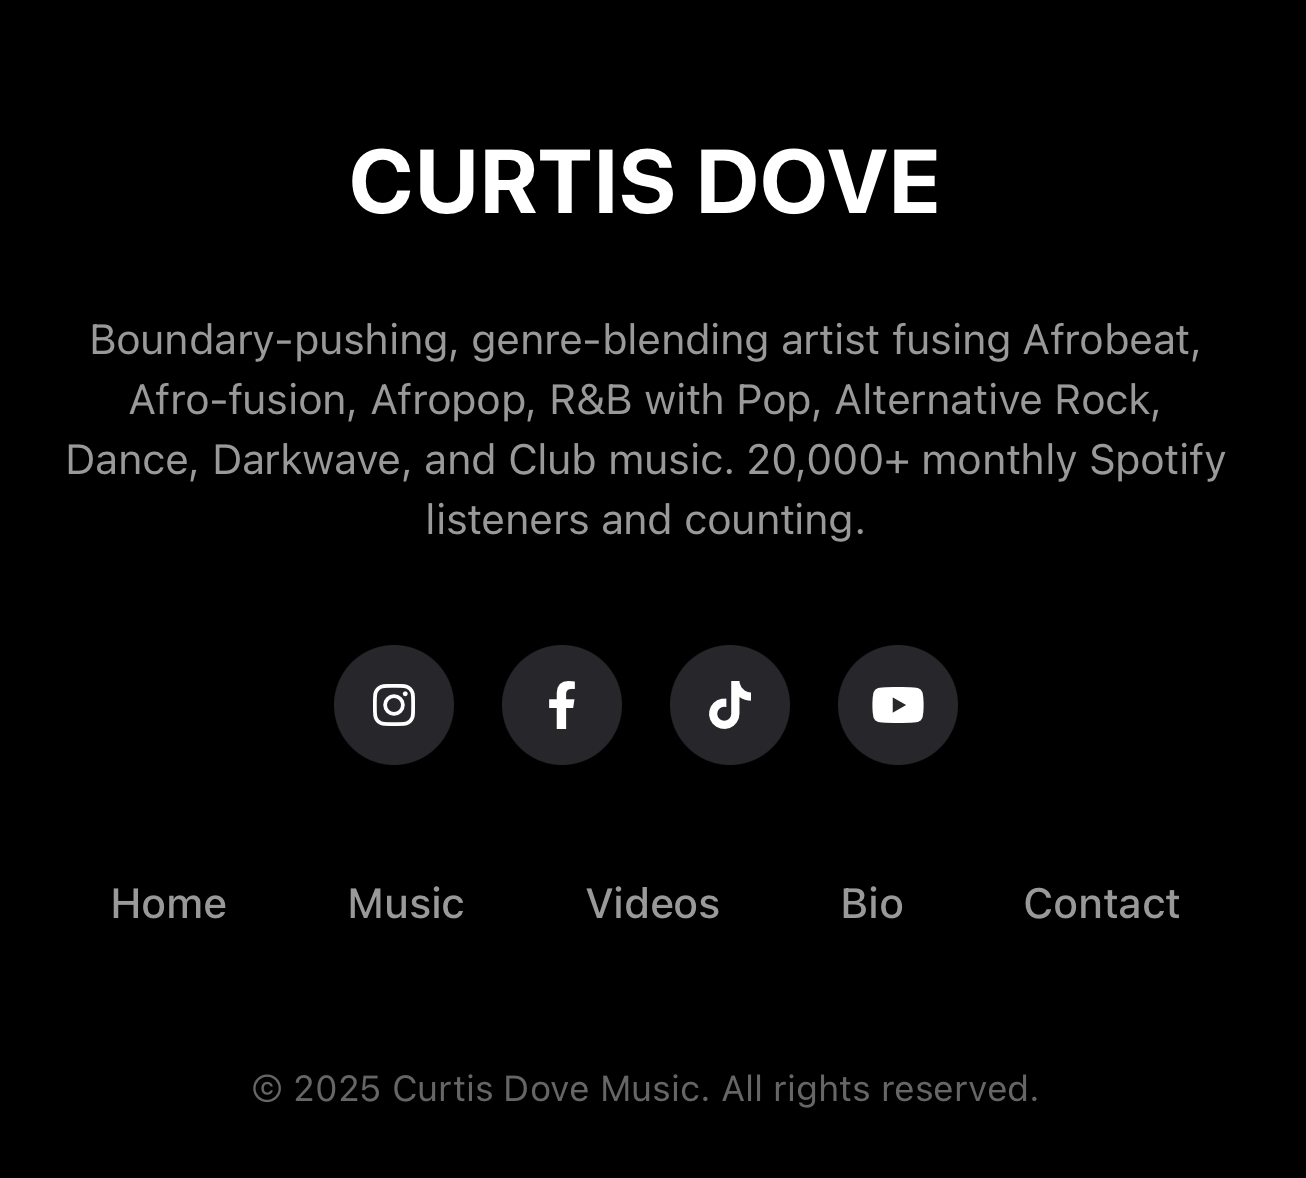 CURTIS DOVE
Boundary-pushing, genre-blending artist fusing Afrobeat,
Afro-fusion, Afropop, R&B with Pop, Alternative Rock,
Dance, Darkwave, and Club music. 20,000+ monthly Spotify
listeners and counting.
Home Music Videos Bio Contact
© 2025 Curtis Dove Music. All rights reserved.